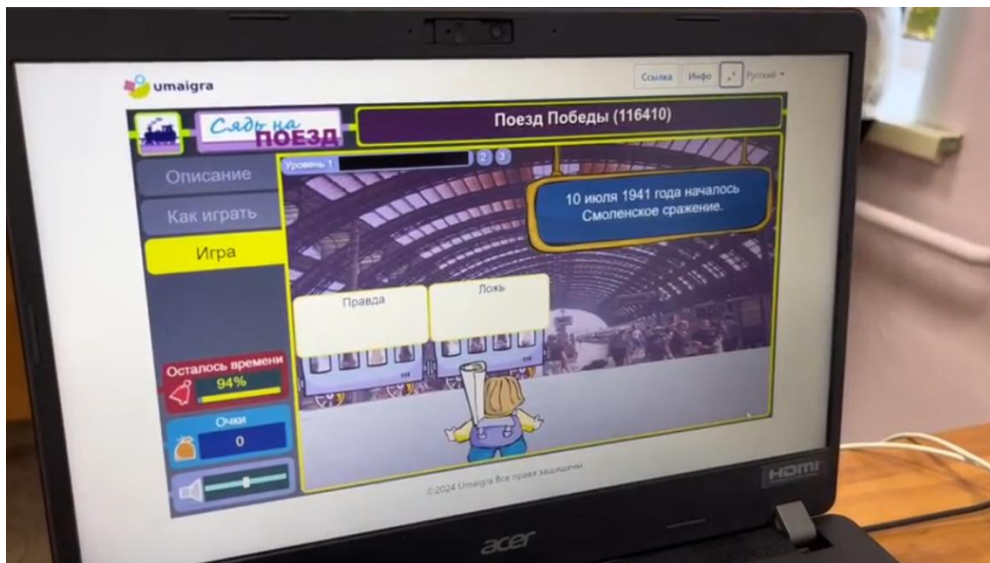 umaigra
Ссылка Инфо Русский
Сядь на
ПОЕЗД
Поезд Победы (116410)
Уровень 1 2 3
Описание
Как играть
Игра
10 июля 1941 года началось
Смоленское сражение.
Правда
Ложь
Осталось времени
94%
Очки
0
©2024 Umaigra Все права защищены
HDMI
acer